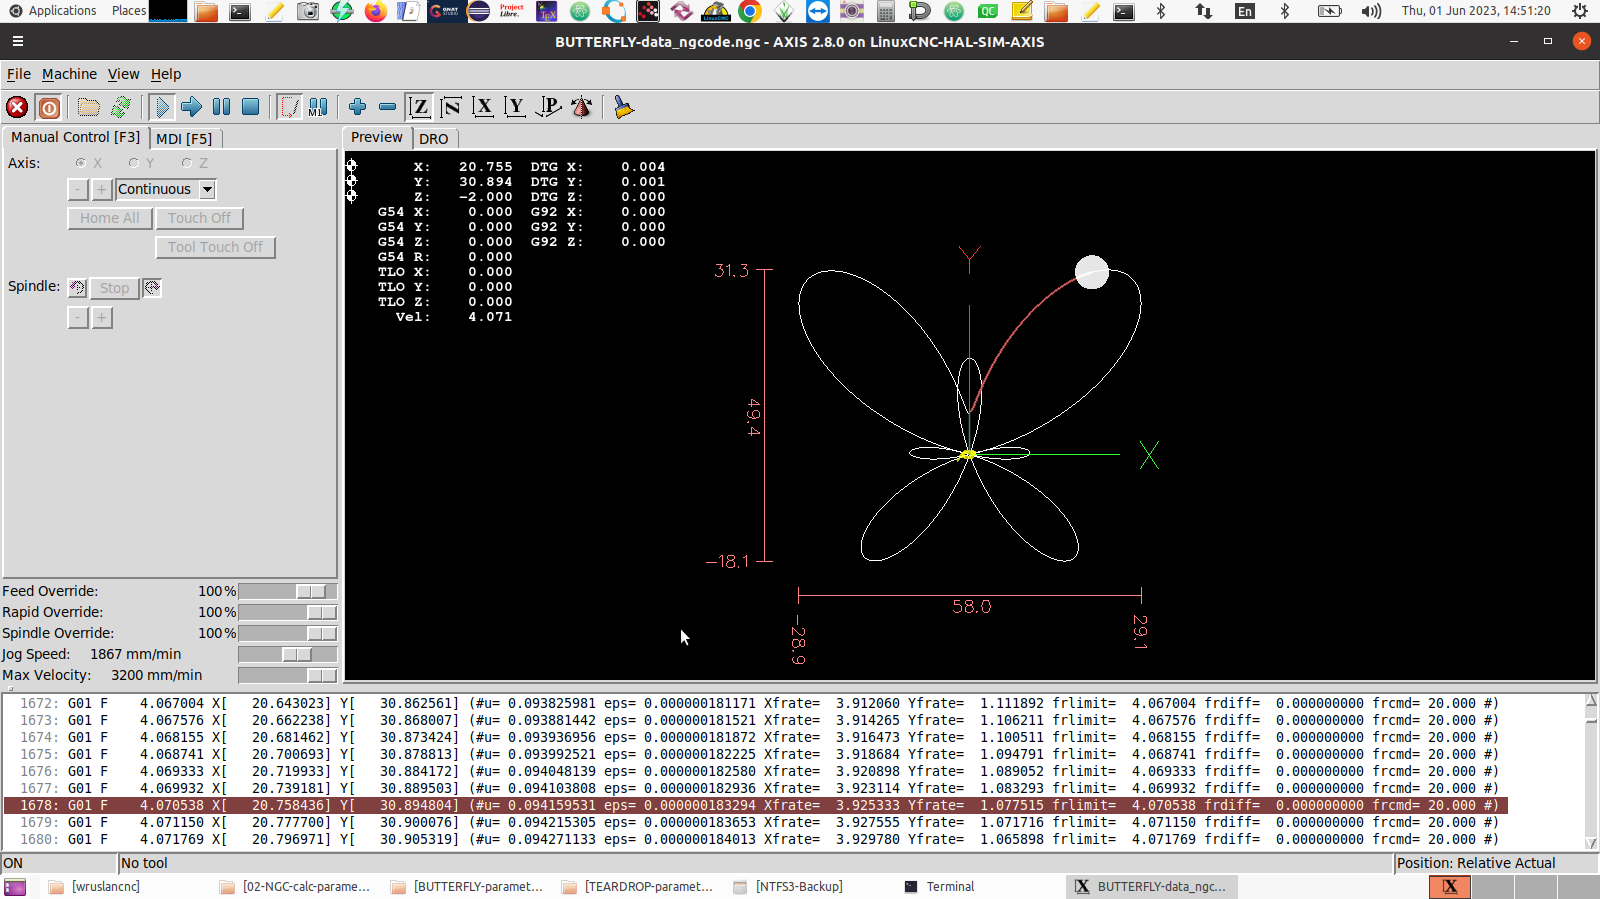 Applications Places GNAT STUDIO Project Libre. TEX LinuxCNC QC En Thu, 01 Jun 2023, 14:51:20
BUTTERFLY-data_ngcode.ngc - AXIS 2.8.0 on LinuxCNC-HAL-SIM-AXIS
File Machine View Help
M1 Z N X Y P
Manual Control [F3] MDI [F5]
Axis: X Y Z
- + Continuous
Home All Touch Off
Tool Touch Off
Spindle: Stop
- +
Feed Override: 100 %
Rapid Override: 100 %
Spindle Override: 100 %
Jog Speed: 1867 mm/min
Max Velocity: 3200 mm/min
Preview DRO
X: 20.755 DTG X: 0.004
Y: 30.894 DTG Y: 0.001
Z: -2.000 DTG Z: 0.000
G54 X: 0.000 G92 X: 0.000
G54 Y: 0.000 G92 Y: 0.000
G54 Z: 0.000 G92 Z: 0.000
G54 R: 0.000
TLO X: 0.000
TLO Y: 0.000
TLO Z: 0.000
Vel: 4.071
Y
31.3
49.4
X
-18.1
58.0
-28.9
29.1
1672: G01 F 4.067004 X[ 20.643023] Y[ 30.862561] (#u= 0.093825981 eps= 0.000000181171 Xfrate= 3.912060 Yfrate= 1.111892 frlimit= 4.067004 frdiff= 0.000000000 frcmd= 20.000 #)
1673: G01 F 4.067576 X[ 20.662238] Y[ 30.868007] (#u= 0.093881442 eps= 0.000000181521 Xfrate= 3.914265 Yfrate= 1.106211 frlimit= 4.067576 frdiff= 0.000000000 frcmd= 20.000 #)
1674: G01 F 4.068155 X[ 20.681462] Y[ 30.873424] (#u= 0.093936956 eps= 0.000000181872 Xfrate= 3.916473 Yfrate= 1.100511 frlimit= 4.068155 frdiff= 0.000000000 frcmd= 20.000 #)
1675: G01 F 4.068741 X[ 20.700693] Y[ 30.878813] (#u= 0.093992521 eps= 0.000000182225 Xfrate= 3.918684 Yfrate= 1.094791 frlimit= 4.068741 frdiff= 0.000000000 frcmd= 20.000 #)
1676: G01 F 4.069333 X[ 20.719933] Y[ 30.884172] (#u= 0.094048139 eps= 0.000000182580 Xfrate= 3.920898 Yfrate= 1.089052 frlimit= 4.069333 frdiff= 0.000000000 frcmd= 20.000 #)
1677: G01 F 4.069932 X[ 20.739181] Y[ 30.889503] (#u= 0.094103808 eps= 0.000000182936 Xfrate= 3.923114 Yfrate= 1.083293 frlimit= 4.069932 frdiff= 0.000000000 frcmd= 20.000 #)
1678: G01 F 4.070538 X[ 20.758436] Y[ 30.894804] (#u= 0.094159531 eps= 0.000000183294 Xfrate= 3.925333 Yfrate= 1.077515 frlimit= 4.070538 frdiff= 0.000000000 frcmd= 20.000 #)
1679: G01 F 4.071150 X[ 20.777700] Y[ 30.900076] (#u= 0.094215305 eps= 0.000000183653 Xfrate= 3.927555 Yfrate= 1.071716 frlimit= 4.071150 frdiff= 0.000000000 frcmd= 20.000 #)
1680: G01 F 4.071769 X[ 20.796971] Y[ 30.905319] (#u= 0.094271133 eps= 0.000000184013 Xfrate= 3.929780 Yfrate= 1.065898 frlimit= 4.071769 frdiff= 0.000000000 frcmd= 20.000 #)
ON No tool Position: Relative Actual
[wruslancnc] [02-NGC-calc-parame... [BUTTERFLY-paramet... [TEARDROP-paramet... [NTFS3-Backup] Terminal BUTTERFLY-data_ngc...